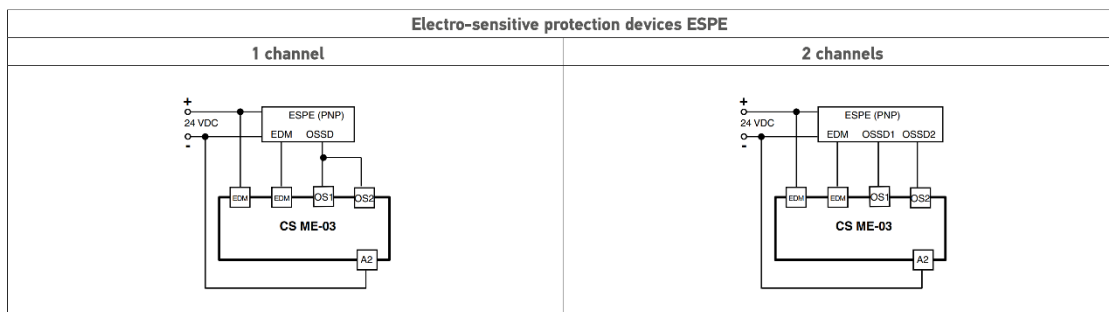 Electro-sensitive protection devices ESPE
1 channel
2 channels
+
24 VDC
-
ESPE (PNP)
EDM OSSD
EDM EDM OS1 OS2
CS ME-03
A2
+
24 VDC
-
ESPE (PNP)
EDM OSSD1 OSSD2
EDM EDM OS1 OS2
CS ME-03
A2